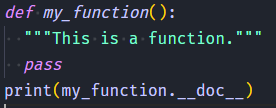 def my_function():
  """This is a function."""
  pass
print(my_function.__doc__)